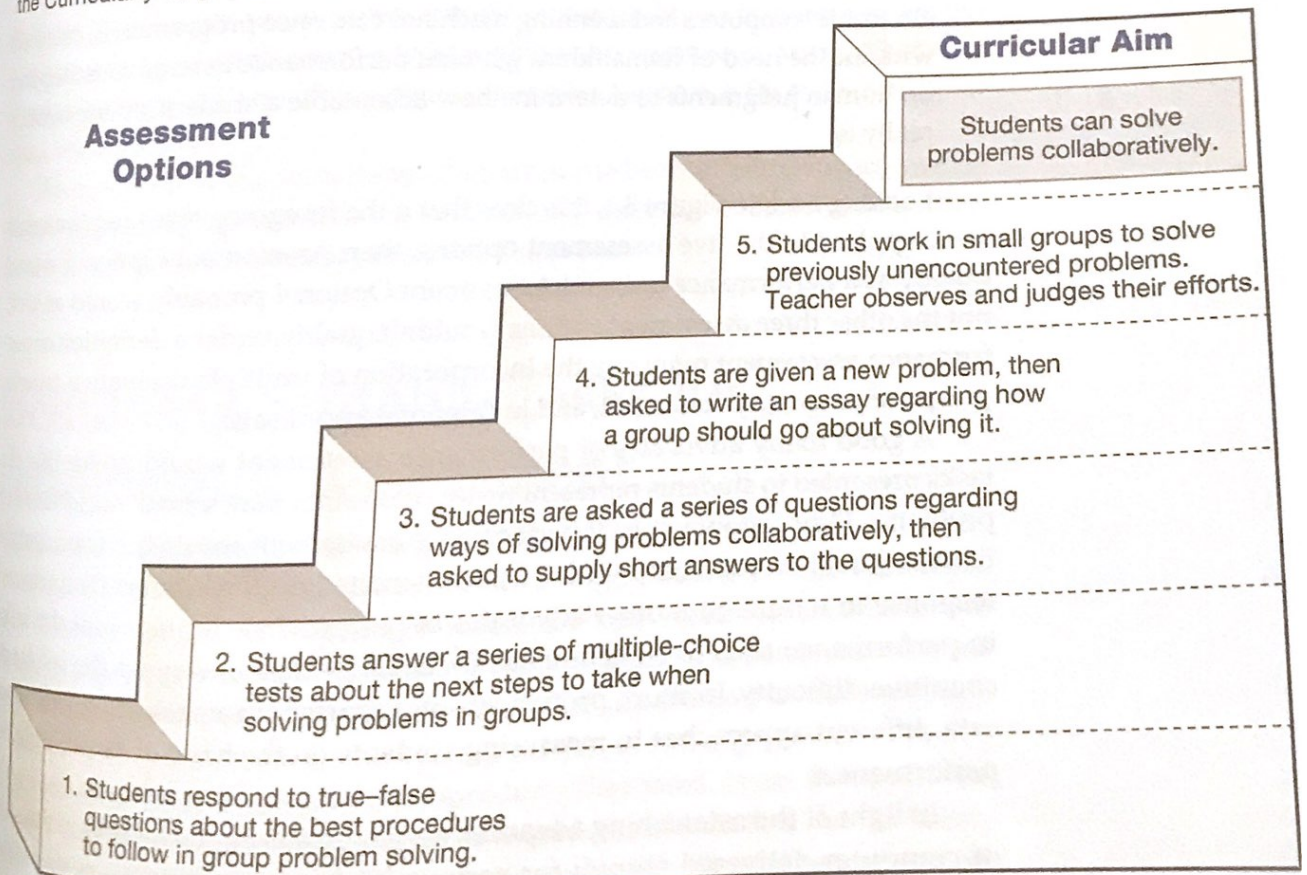 Curricular Aim
Students can solve
problems collaboratively.
Assessment
Options
5. Students work in small groups to solve
previously unencountered problems.
Teacher observes and judges their efforts.
4. Students are given a new problem, then
asked to write an essay regarding how
a group should go about solving it.
3. Students are asked a series of questions regarding
ways of solving problems collaboratively, then
asked to supply short answers to the questions.
2. Students answer a series of multiple-choice
tests about the next steps to take when
solving problems in groups.
1. Students respond to true–false
questions about the best procedures
to follow in group problem solving.